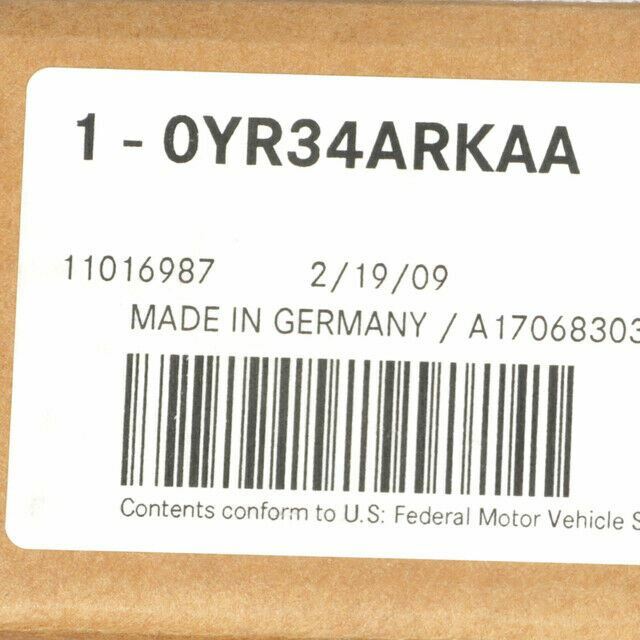 1 - 0YR34ARKAA
11016987 2/19/09
MADE IN GERMANY / A17068303
Contents conform to U.S: Federal Motor Vehicle S